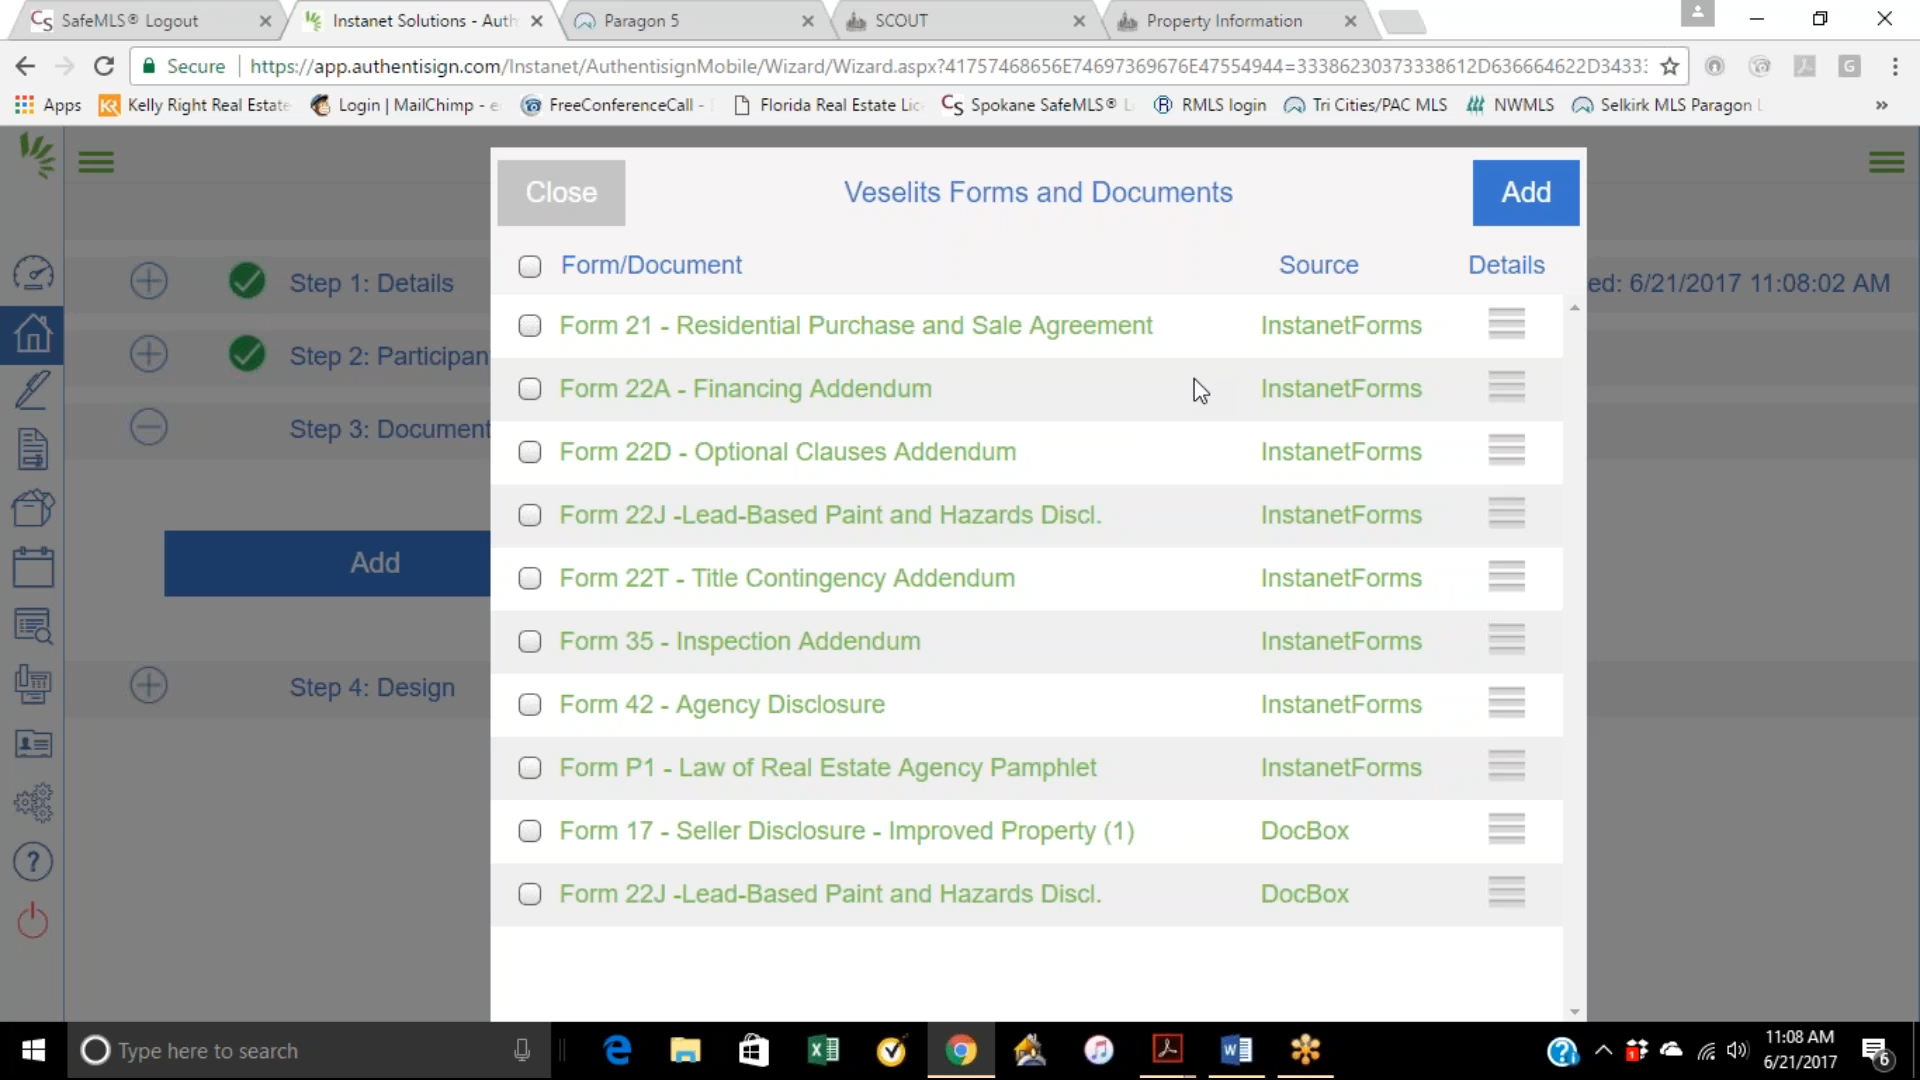 SafeMLS® Logout
Instanet Solutions - Auth
Paragon 5
SCOUT
Property Information
Secure
https://app.authentisign.com/Instanet/AuthentisignMobile/Wizard/Wizard.aspx?41757468656E74697369676E47554944=33386230373338612D636664622D3433
Apps
Kelly Right Real Estate
Login | MailChimp - e
FreeConferenceCall -
Florida Real Estate Lic
Spokane SafeMLS® L
RMLS login
Tri Cities/PAC MLS
NWMLS
Selkirk MLS Paragon
Close
Veselits Forms and Documents
Add
Form/Document Source Details
Step 1: Details
ed: 6/21/2017 11:08:02 AM
Step 2: Participan
Step 3: Document
Add
Step 4: Design
Form 21 - Residential Purchase and Sale Agreement InstanetForms
Form 22A - Financing Addendum InstanetForms
Form 22D - Optional Clauses Addendum InstanetForms
Form 22J -Lead-Based Paint and Hazards Discl. InstanetForms
Form 22T - Title Contingency Addendum InstanetForms
Form 35 - Inspection Addendum InstanetForms
Form 42 - Agency Disclosure InstanetForms
Form P1 - Law of Real Estate Agency Pamphlet InstanetForms
Form 17 - Seller Disclosure - Improved Property (1) DocBox
Form 22J -Lead-Based Paint and Hazards Discl. DocBox
Type here to search
11:08 AM
6/21/2017
6